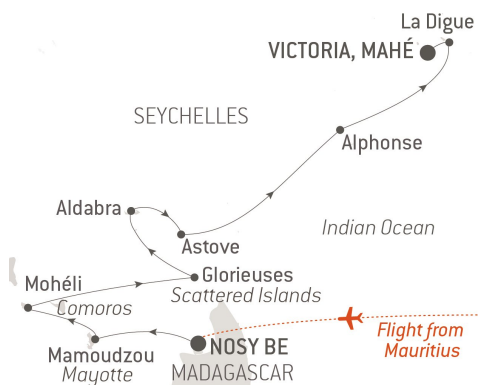 La Digue
VICTORIA, MAHÉ
SEYCHELLES
Alphonse
Aldabra
Indian Ocean
Astove
Glorieuses
Scattered Islands
Mohéli
Comoros
NOSY BE
MADAGASCAR
Flight from
Mauritius
Mamoudzou
Mayotte